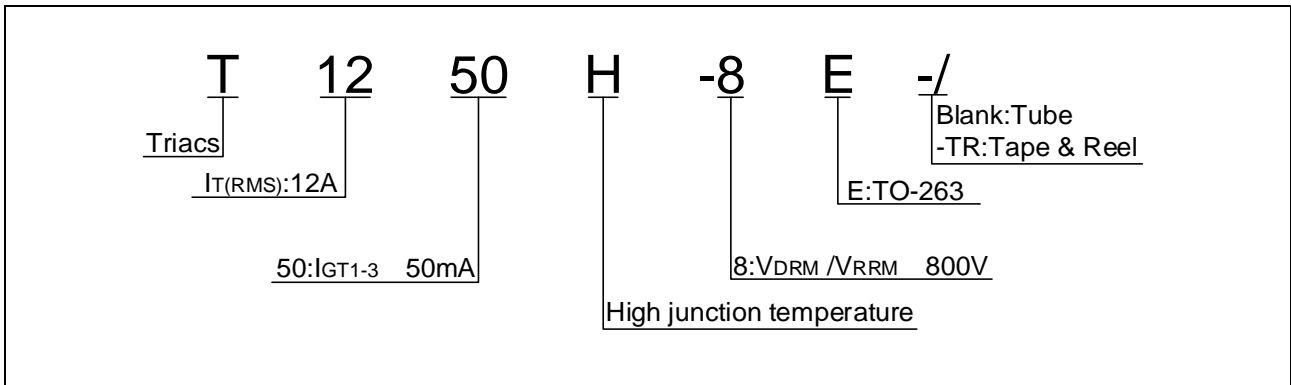 T 12 50 H -8 E -/
Blank:Tube
Triacs
-TR:Tape & Reel
IT(RMS):12A
E:TO-263
50:IGT1-3 50mA
8:VDRM /VRRM 800V
High junction temperature